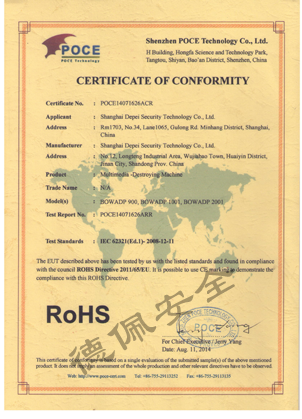 POCE
POCE Technology
Shenzhen POCE Technology Co., Ltd.
H Building, Hongfa Science and Technology Park,
Tangtou, Shiyan, Bao'an District, Shenzhen, China
CERTIFICATE OF CONFORMITY
Certificate No. : POCE14071626ACR
Applicant : Shanghai Depei Security Technology Co., Ltd.
Address : Rm1703, No.34, Lane1065, Gulong Rd. Minhang District, Shanghai,
China
Manufacturer : Shanghai Depei Security Technology Co., Ltd.
Address : No.12, Longteng Industrial Area, Wujiabao Town, Huaiyin District,
Jinan City, Shandong Prov. China
Product : Multimedia -Destroying Machine
Trade Name : N/A
Model(s) : BOWADP 900, BOWADP 1001, BOWADP 2001
Test Report No. : POCE14071626ARR
Test Standards : IEC 62321(Ed.1)- 2008-12-11
The EUT described above has been tested by us with the listed standards and found in compliance
with the council ROHS Directive 2011/65/EU. It is possible to use CE marking to demonstrate the
compliance with this ROHS Directive.
RoHS
德佩安全
POCE
For Chief Executive / Jerry Yang
Date: Aug. 11, 2014
This certificate of conformity is based on a single evaluation of the submitted sample(s) of the above mentioned
product. It does not imply an assessment of the whole production and other relevant directives have to be observed.
Web: http://www.poce-cert.com Tel: +86-755-29113252 Fax: +86-755-29113135